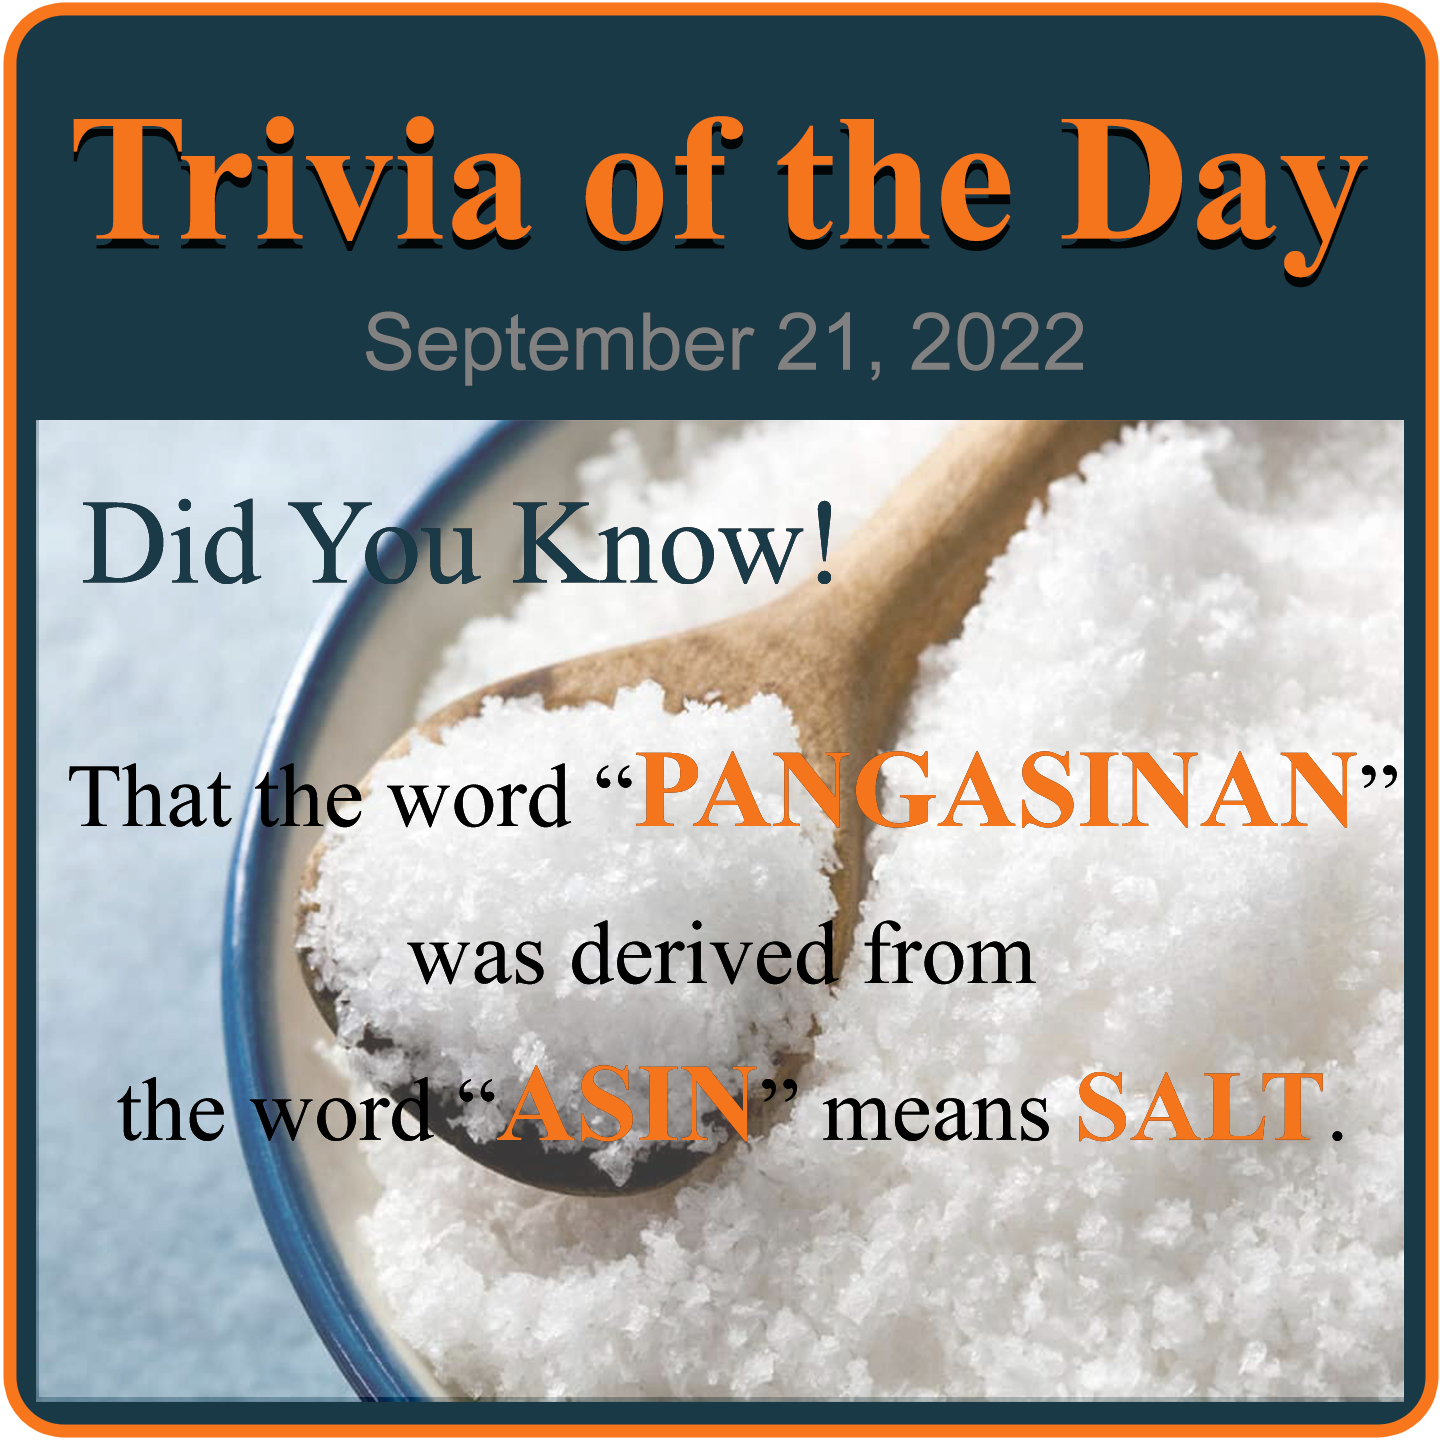 Trivia of the Day
September 21, 2022
Did You Know!
That the word “PANGASINAN”
was derived from
the word “ASIN” means SALT.